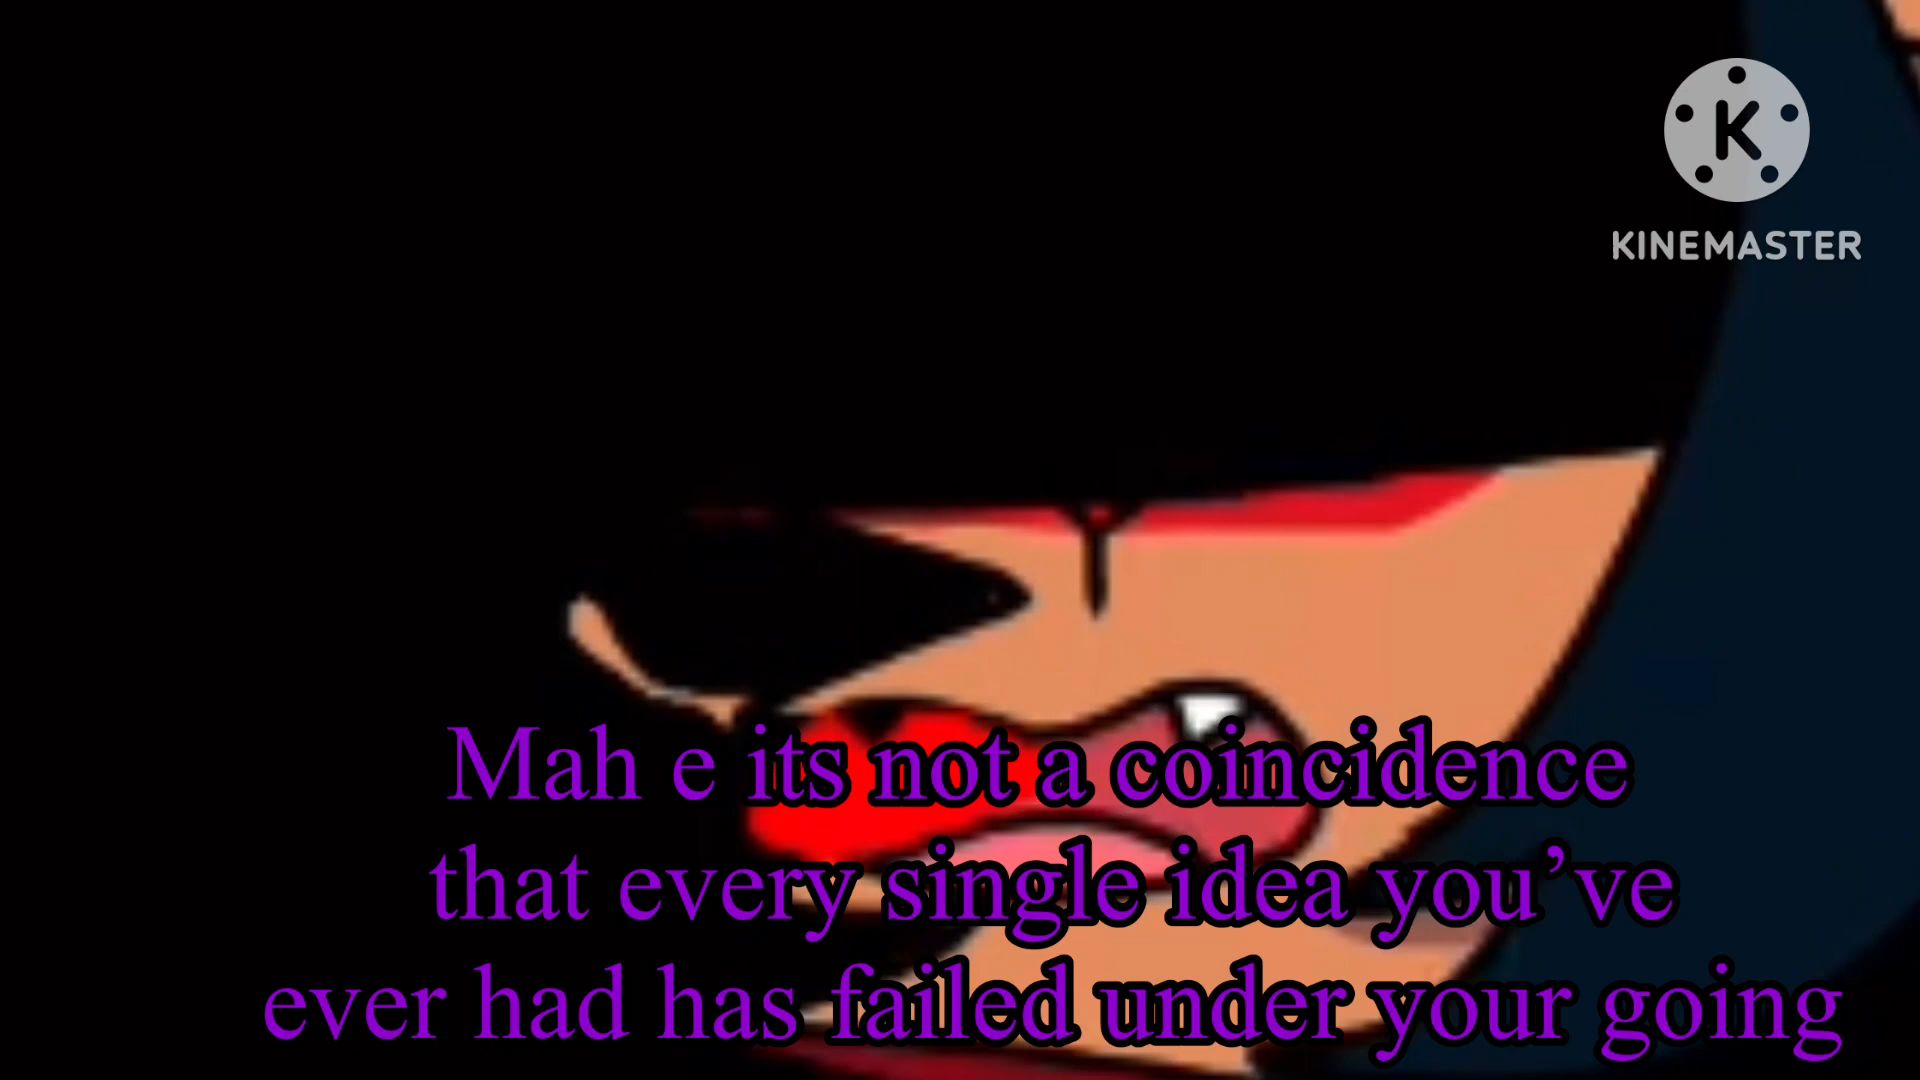 K
KINEMASTER
Mah e its not a coincidence
that every single idea you’ve
ever had has failed under your going